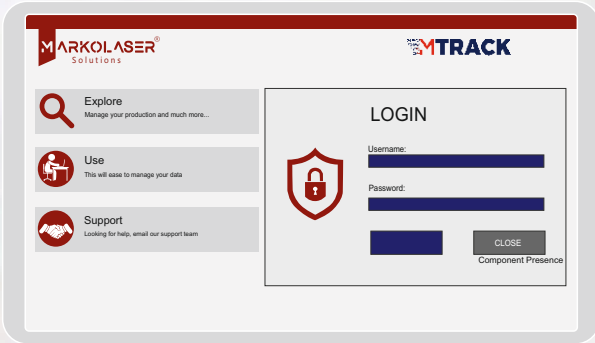 MARKOLASER®
Solutions
MTRACK
Explore
Manage your production and much more...
Use
This will ease to manage your data
Support
Looking for help, email our support team
LOGIN
Username:
Password:
CLOSE
Component Presence